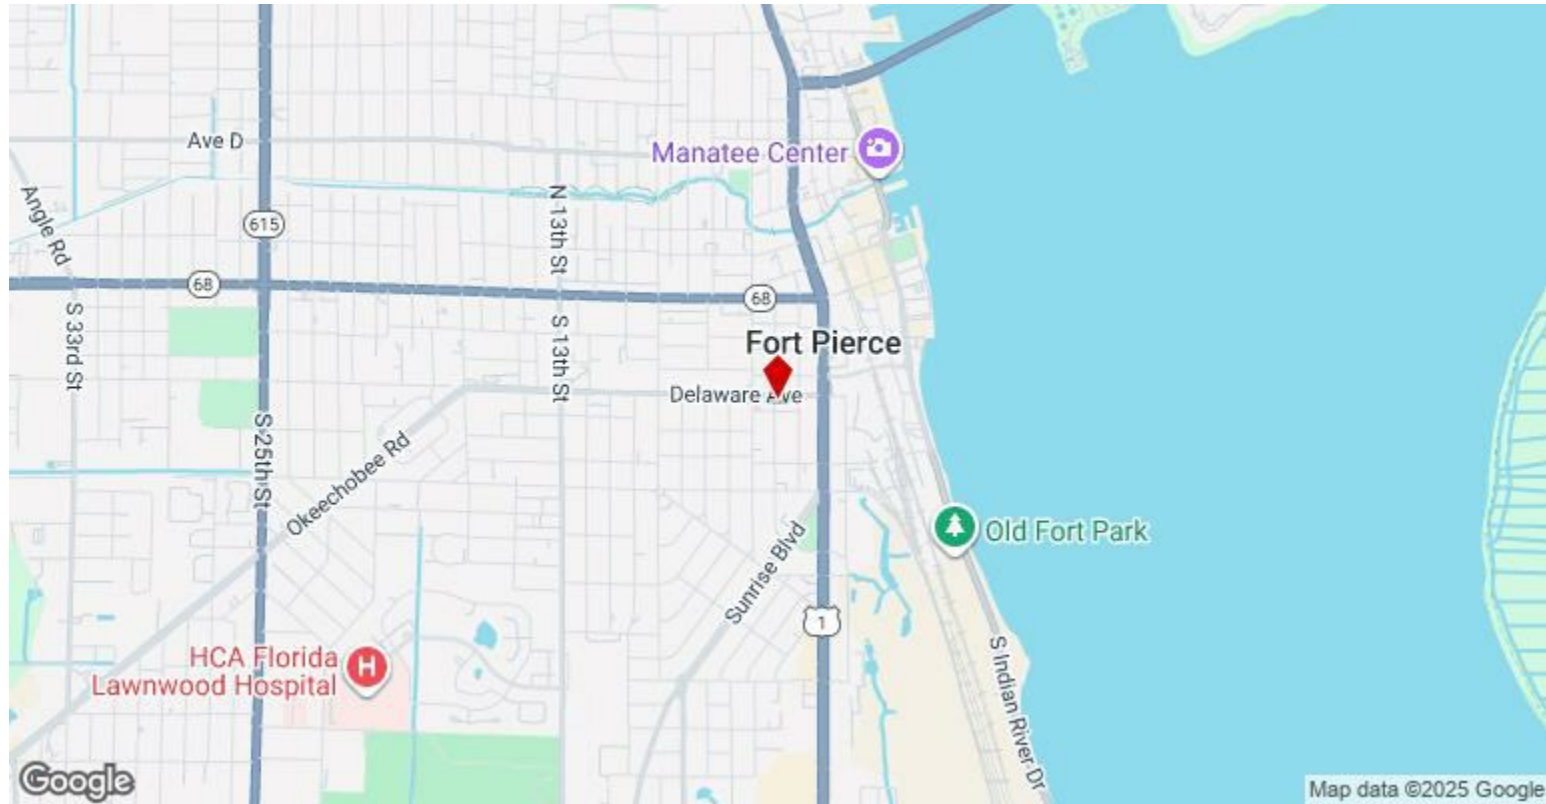 Ave D
Manatee Center
Angle Rd
N 13th St
615
68
68
S 33rd St
S 13th St
Fort Pierce
Delaware Ave
S 25th St
Okeechobee Rd
Old Fort Park
Sunrise Blvd
1
HCA Florida
Lawnwood Hospital
S Indian River Dr
Google
Map data ©2025 Google